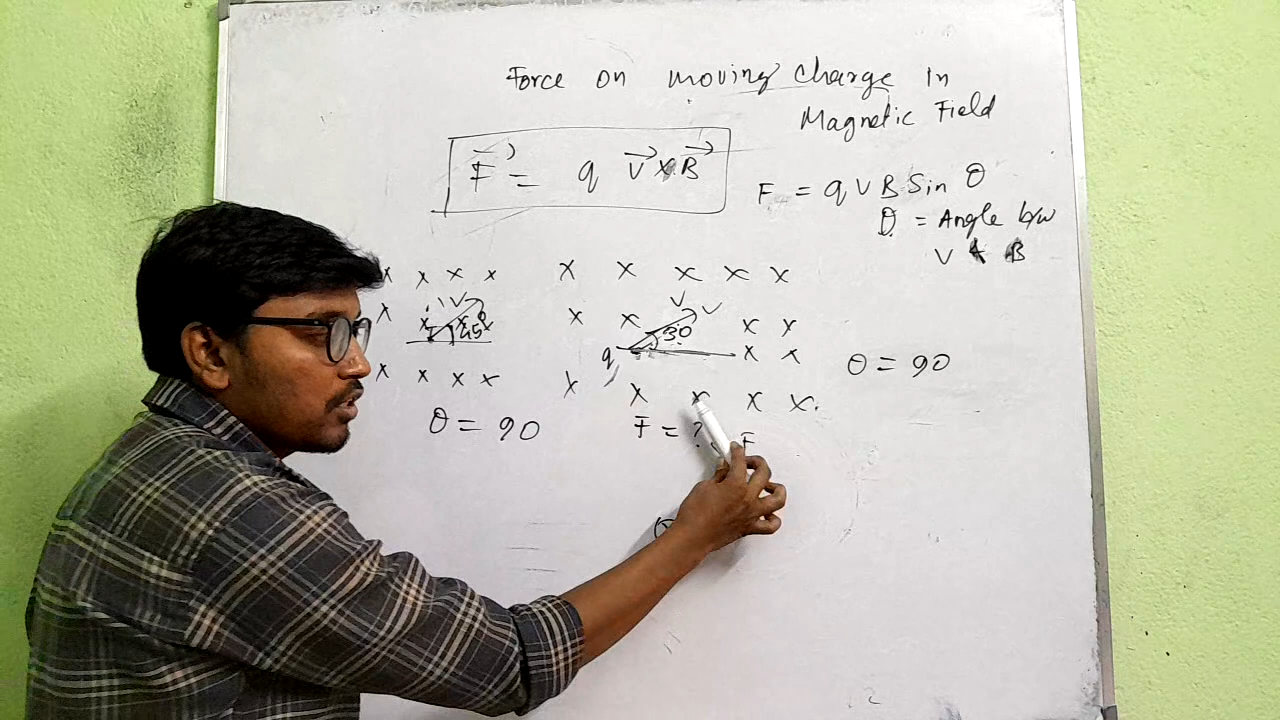 Force on moving charge In
Magnetic Field
F = q V x B
F = q V B Sin θ
θ = Angle b/w
V & B
x x x x x x x x x
V V
x x x 45 x x x 30 x x
q x x
θ = 90
x x x x x x x x x
θ = 90 F = ? F